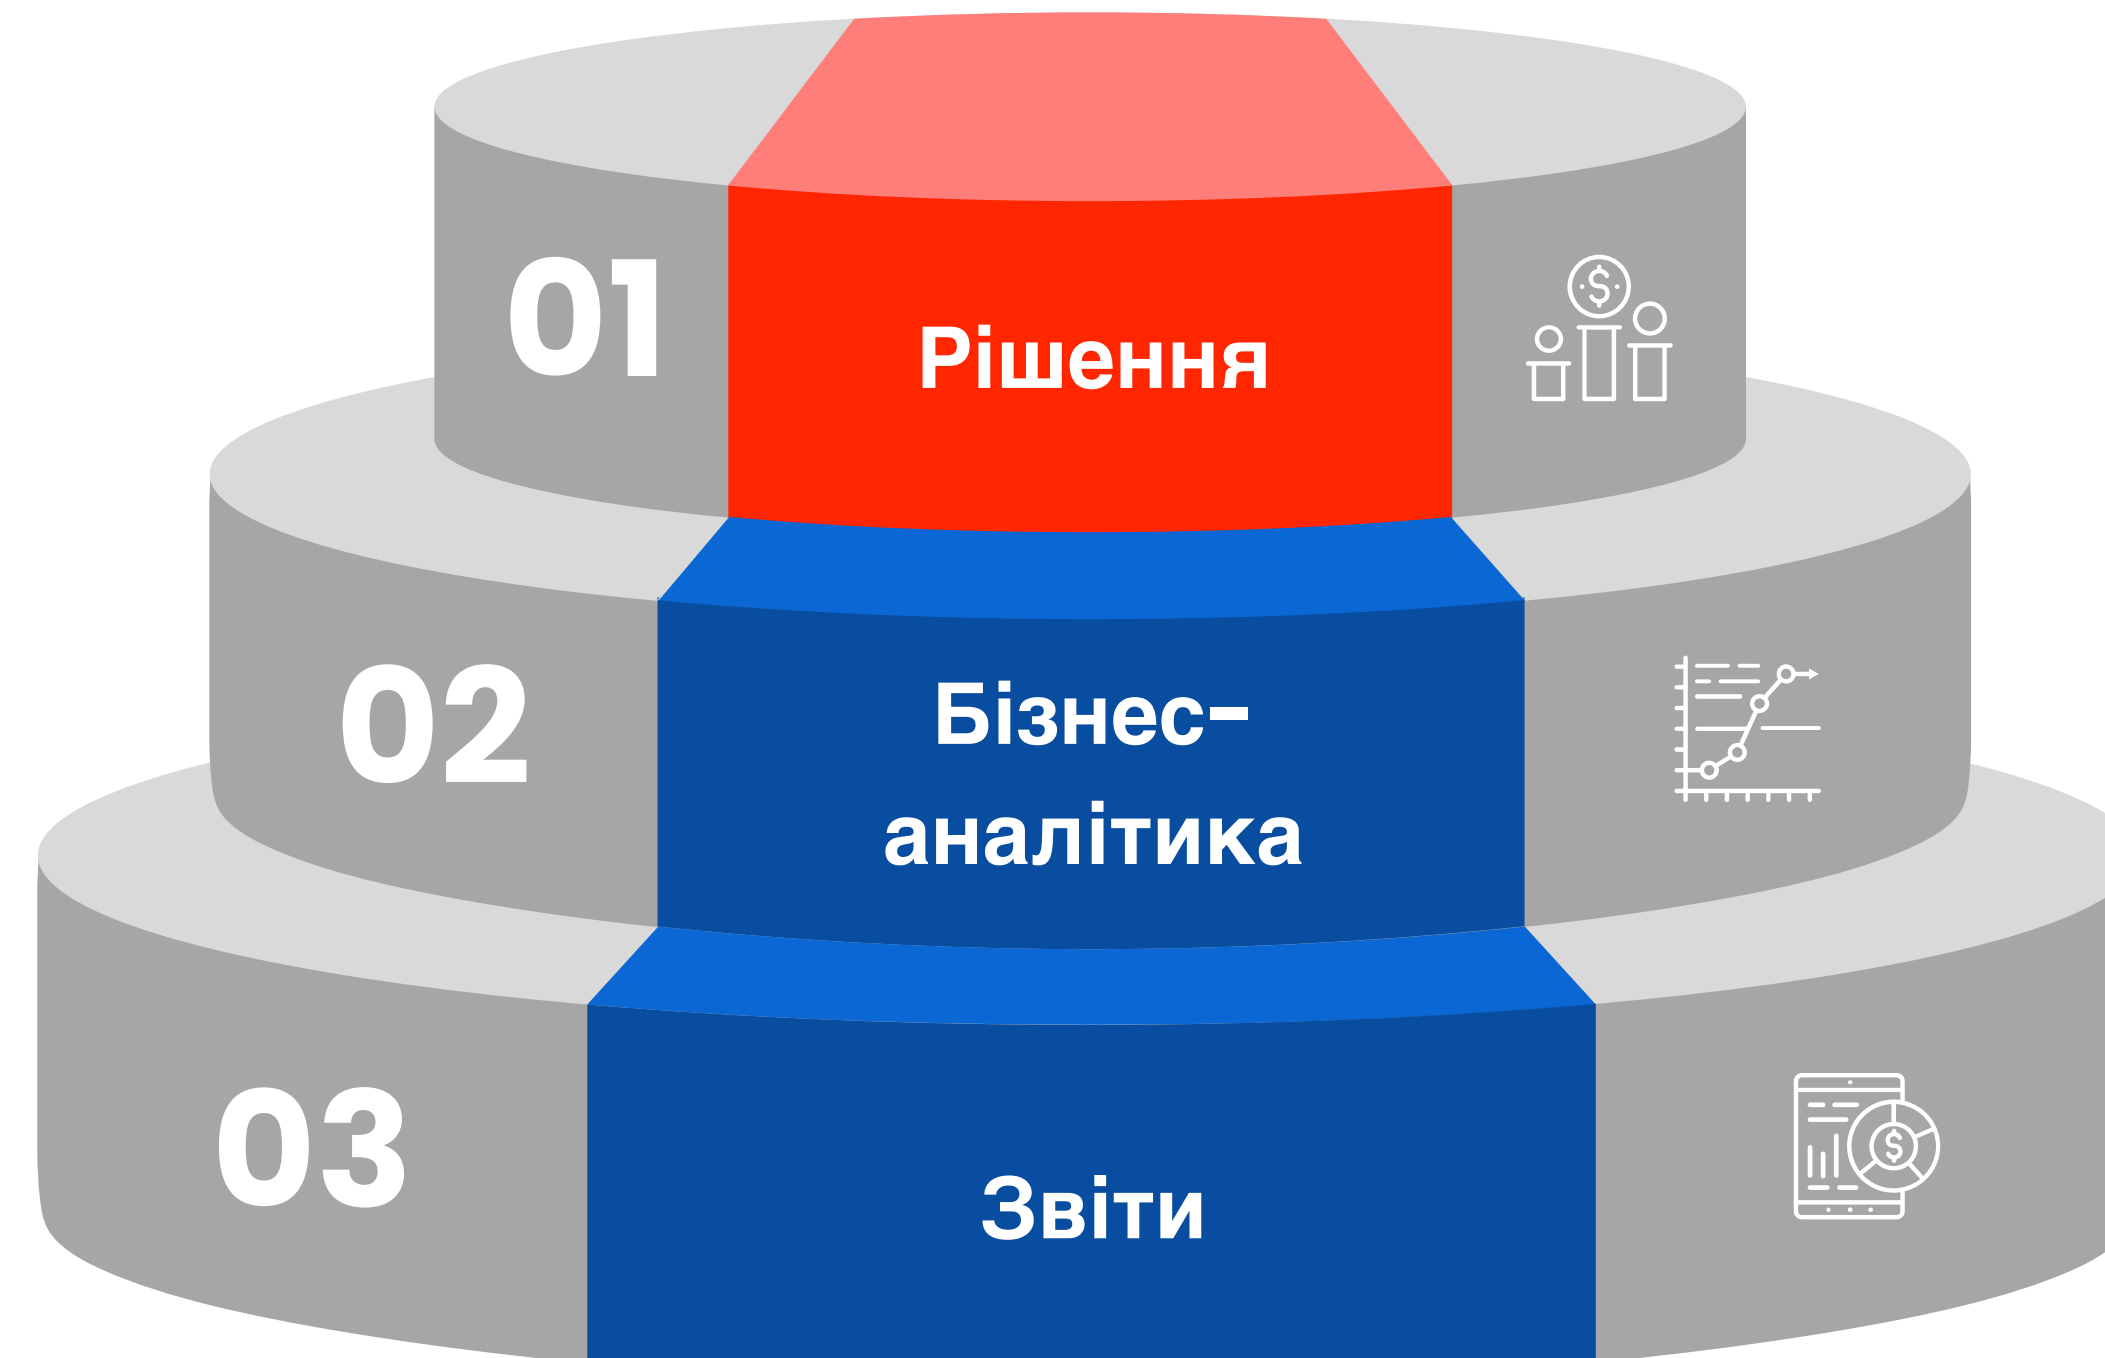 01
Рішення
02
Бізнес-
аналітика
03
Звіти